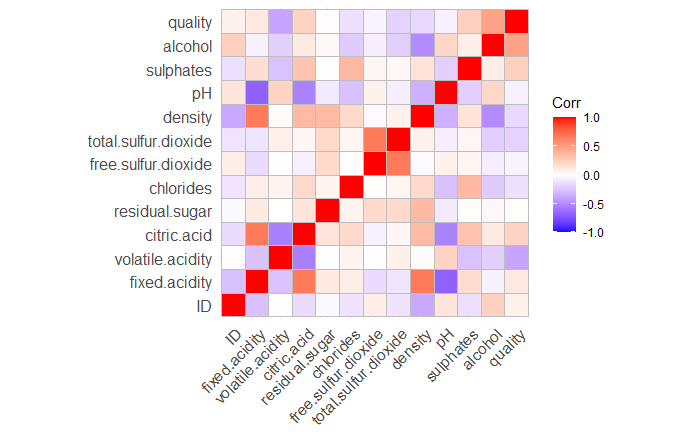 quality
alcohol
sulphates
pH
density
total.sulfur.dioxide
free.sulfur.dioxide
chlorides
residual.sugar
citric.acid
volatile.acidity
fixed.acidity
ID
ID
fixed.acidity
volatile.acidity
citric.acid
residual.sugar
chlorides
free.sulfur.dioxide
total.sulfur.dioxide
density
pH
sulphates
alcohol
quality
Corr
1.0
0.5
0.0
-0.5
-1.0